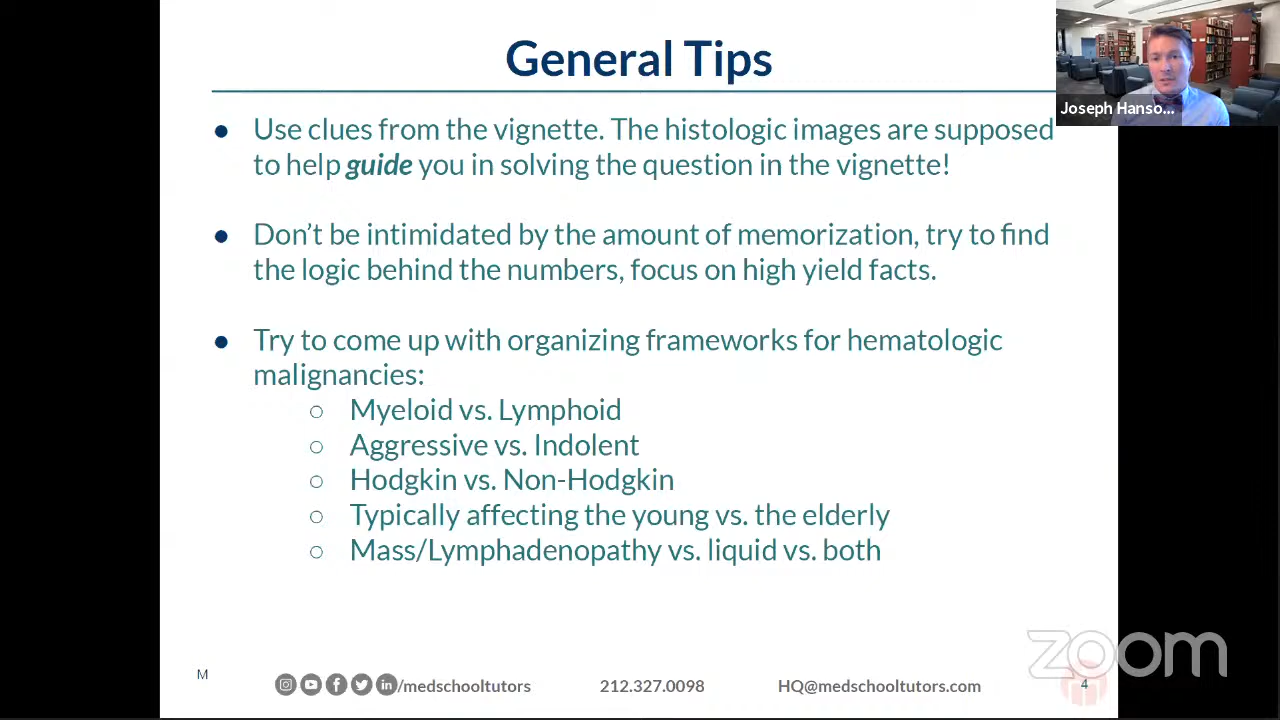 General Tips
Joseph Hanso...
● Use clues from the vignette. The histologic images are supposed
to help guide you in solving the question in the vignette!
● Don't be intimidated by the amount of memorization, try to find
the logic behind the numbers, focus on high yield facts.
● Try to come up with organizing frameworks for hematologic
malignancies:
○ Myeloid vs. Lymphoid
○ Aggressive vs. Indolent
○ Hodgkin vs. Non-Hodgkin
○ Typically affecting the young vs. the elderly
○ Mass/Lymphadenopathy vs. liquid vs. both
zoom
M
/medschooltutors 212.327.0098 HQ@medschooltutors.com 4